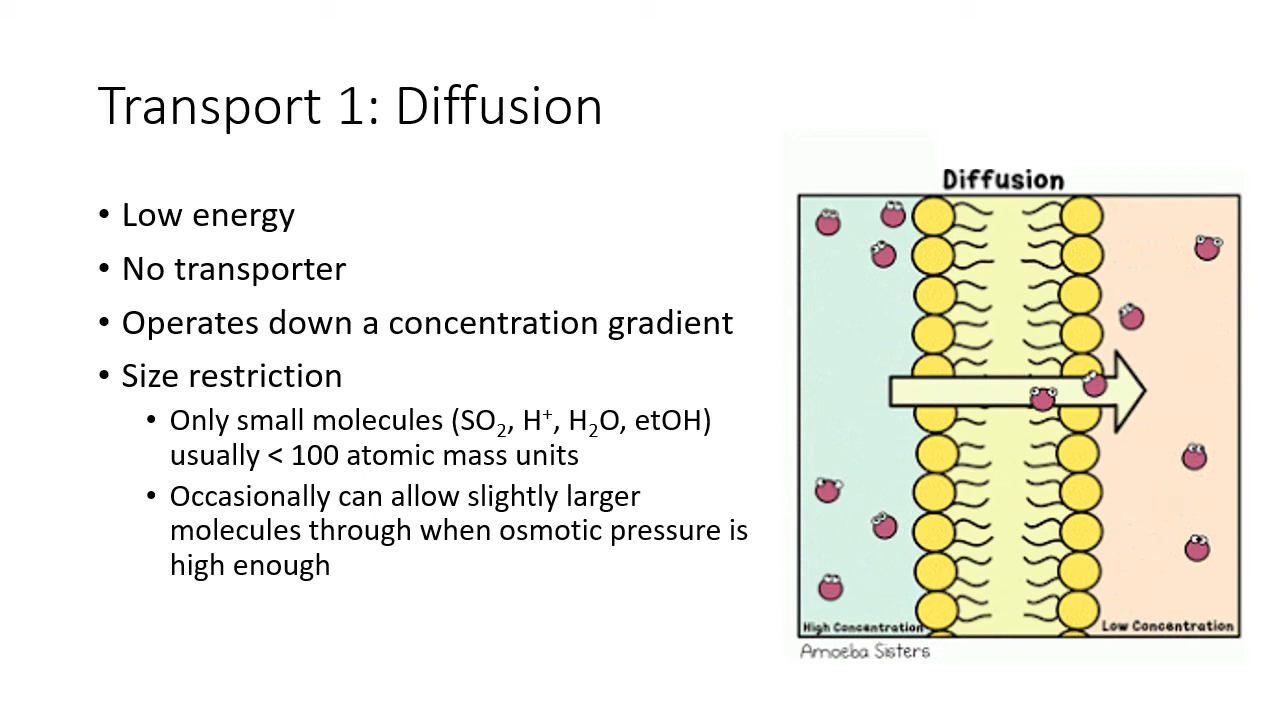 Transport 1: Diffusion
• Low energy
• No transporter
• Operates down a concentration gradient
• Size restriction
• Only small molecules (SO₂, H⁺, H₂O, etOH)
usually < 100 atomic mass units
• Occasionally can allow slightly larger
molecules through when osmotic pressure is
high enough
Diffusion
High Concentration
Low Concentration
Amoeba Sisters